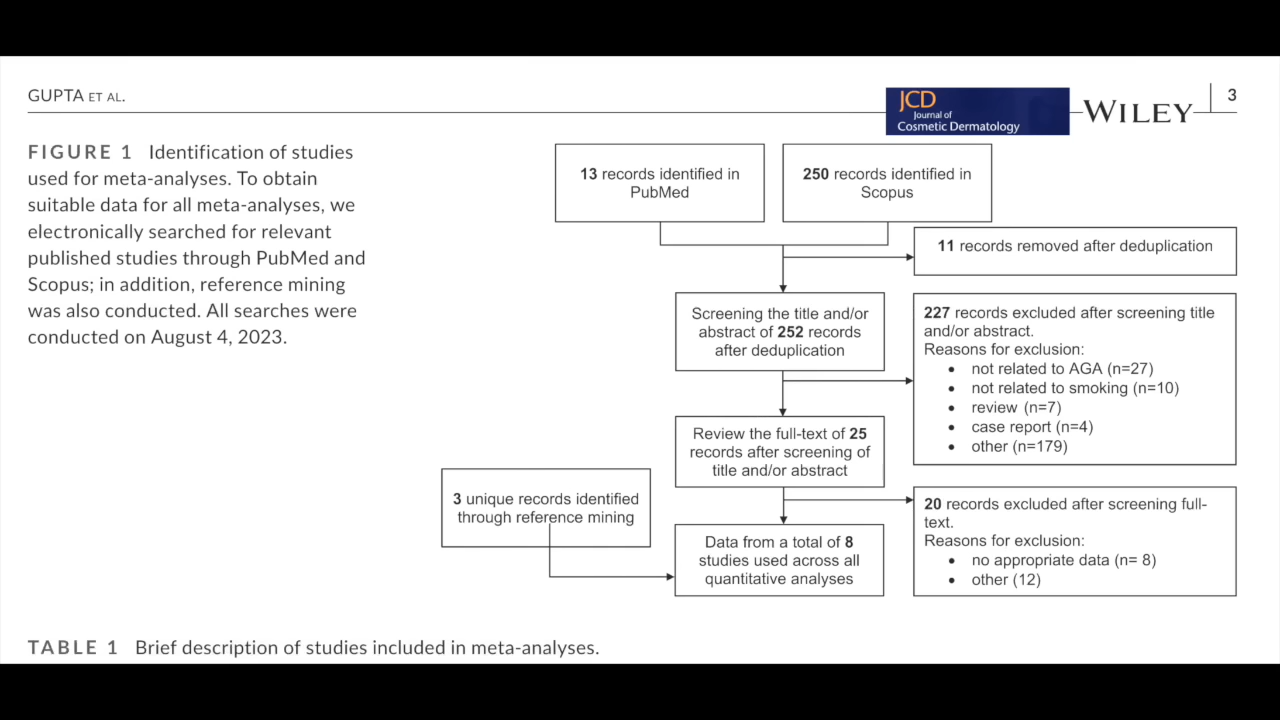 GUPTA ET AL.
JCD
Journal of
Cosmetic Dermatology
WILEY
3
FIGURE 1 Identification of studies
used for meta-analyses. To obtain
suitable data for all meta-analyses, we
electronically searched for relevant
published studies through PubMed and
Scopus; in addition, reference mining
was also conducted. All searches were
conducted on August 4, 2023.
13 records identified in
PubMed
250 records identified in
Scopus
11 records removed after deduplication
Screening the title and/or
abstract of 252 records
after deduplication
227 records excluded after screening title
and/or abstract.
Reasons for exclusion:
• not related to AGA (n=27)
• not related to smoking (n=10)
• review (n=7)
• case report (n=4)
• other (n=179)
Review the full-text of 25
records after screening of
title and/or abstract
3 unique records identified
through reference mining
20 records excluded after screening full-
text.
Reasons for exclusion:
• no appropriate data (n= 8)
• other (12)
Data from a total of 8
studies used across all
quantitative analyses
TABLE 1 Brief description of studies included in meta-analyses.